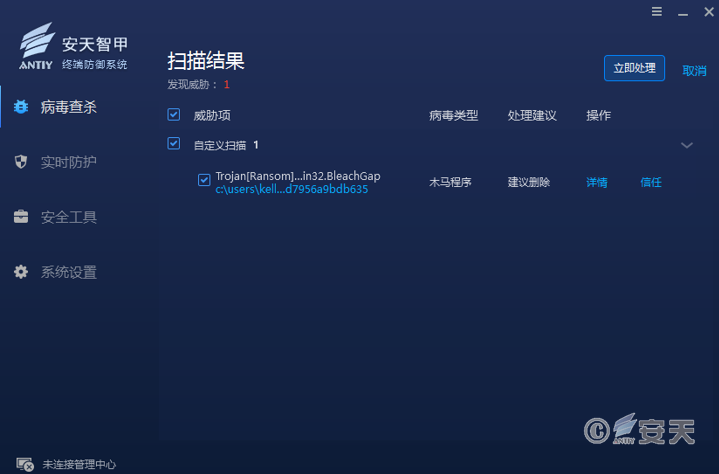 安天智甲
ANTIY 终端防御系统
病毒查杀
实时防护
安全工具
系统设置
扫描结果
发现威胁： 1
立即处理 取消
威胁项 病毒类型 处理建议 操作
自定义扫描 1
Trojan[Ransom]...in32.BleachGap
c:\users\kell...d7956a9bdb635
木马程序 建议删除 详情 信任
© ANTIY 安天
未连接管理中心